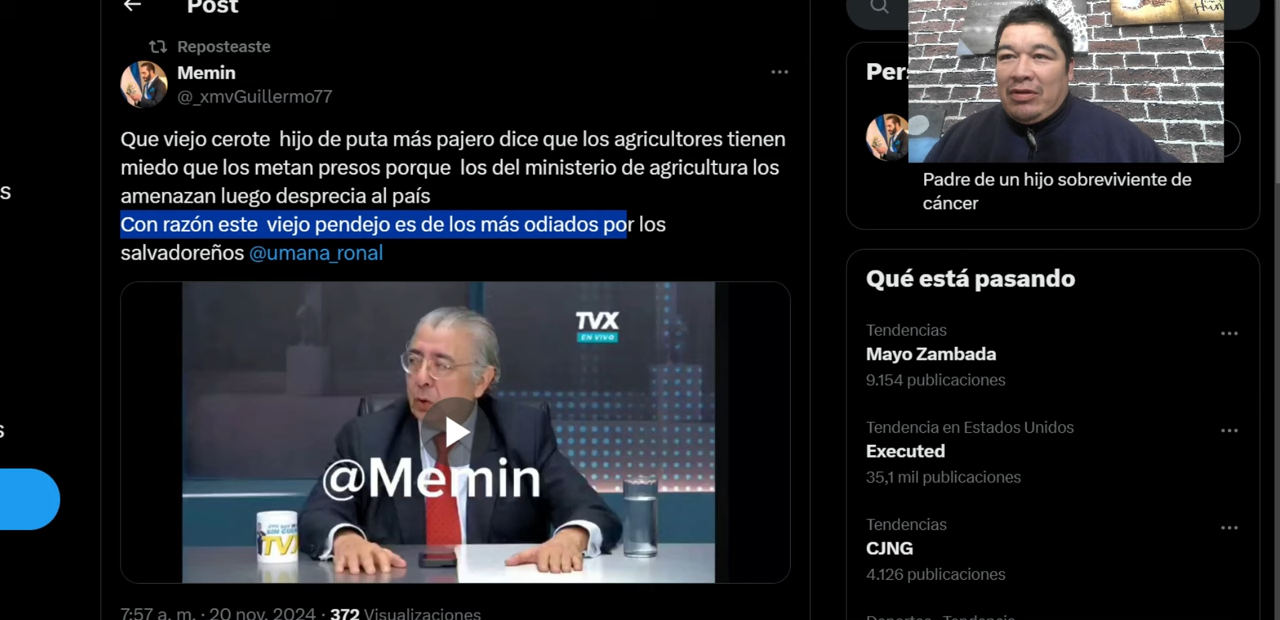 Post
Reposteaste
Memin
@_xmvGuillermo77
Que viejo cerote hijo de puta más pajero dice que los agricultores tienen
miedo que los metan presos porque los del ministerio de agricultura los
amenazan luego desprecia al país
Con razón este viejo pendejo es de los más odiados por los
salvadoreños @umana_ronal
TVX
EN VIVO
@Memin
TVX
7:57 a. m. · 20 nov. 2024 · 372 Visualizaciones
s
s
Padre de un hijo sobreviviente de
cáncer
Qué está pasando
Tendencias
Mayo Zambada
9.154 publicaciones
Tendencia en Estados Unidos
Executed
35,1 mil publicaciones
Tendencias
CJNG
4.126 publicaciones